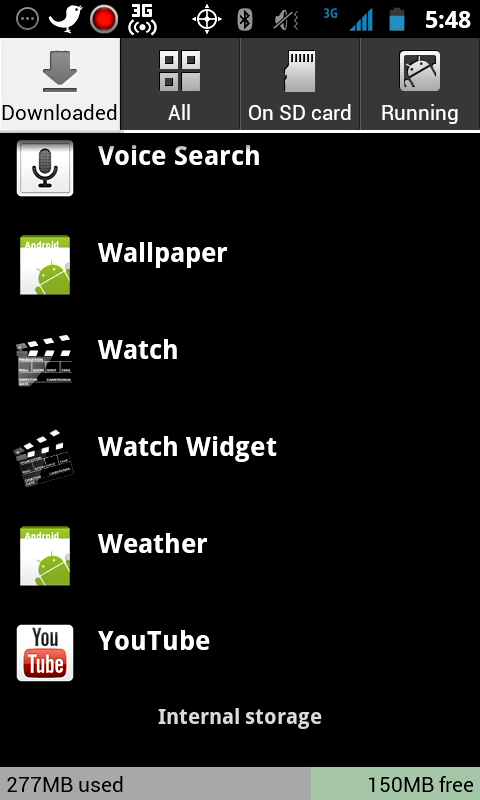 3G 3G 5:48
Downloaded All On SD card Running
Voice Search
Android
Wallpaper
Watch
Watch Widget
Android
Weather
You
Tube
YouTube
Internal storage
277MB used 150MB free